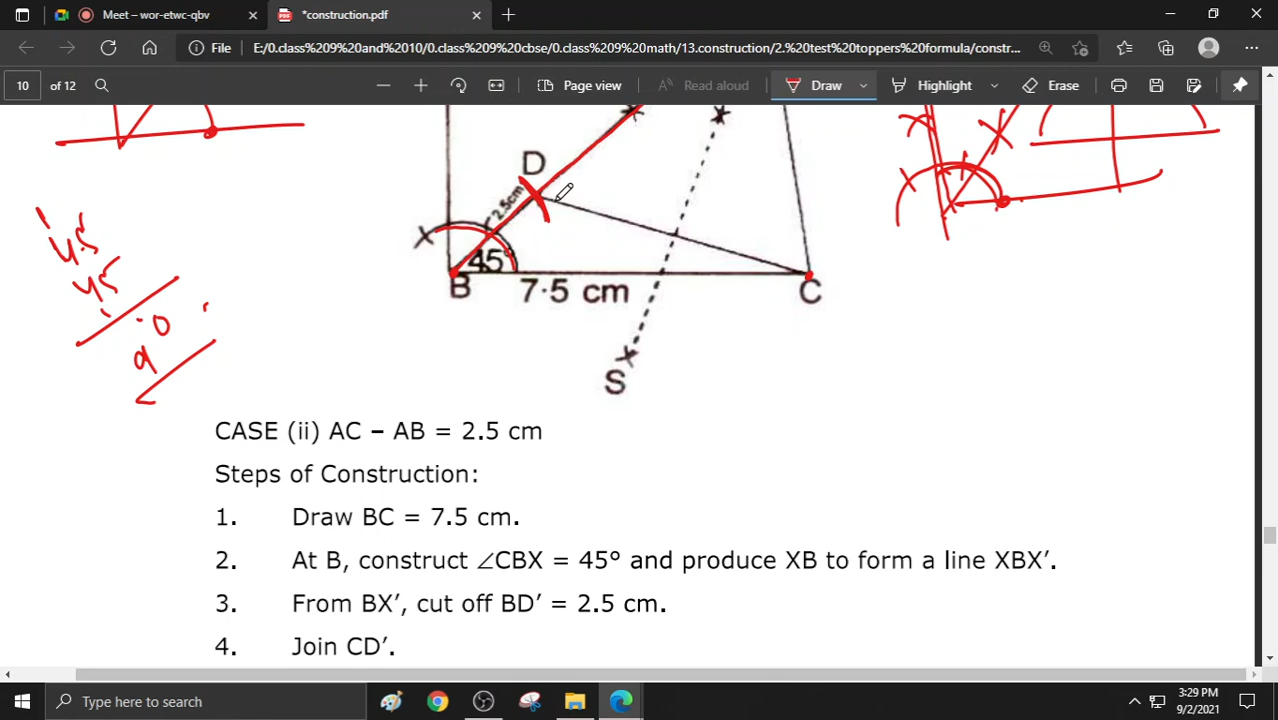 Meet – wor-etwc-qbv
*construction.pdf
File
E:/0.class%209%20and%2010/0.class%209%20cbse/0.class%209%20math/13.construction/2.%20test%20toppers%20formula/constr...
10 of 12
Page view
Read aloud
Draw
Highlight
Erase
D
2.5cm
45°
B
7·5 cm
C
S
45
45
0
9
CASE (ii) AC – AB = 2.5 cm
Steps of Construction:
1. Draw BC = 7.5 cm.
2. At B, construct ∠CBX = 45° and produce XB to form a line XBX′.
3. From BX′, cut off BD′ = 2.5 cm.
4. Join CD′.
Type here to search
3:29 PM
9/2/2021